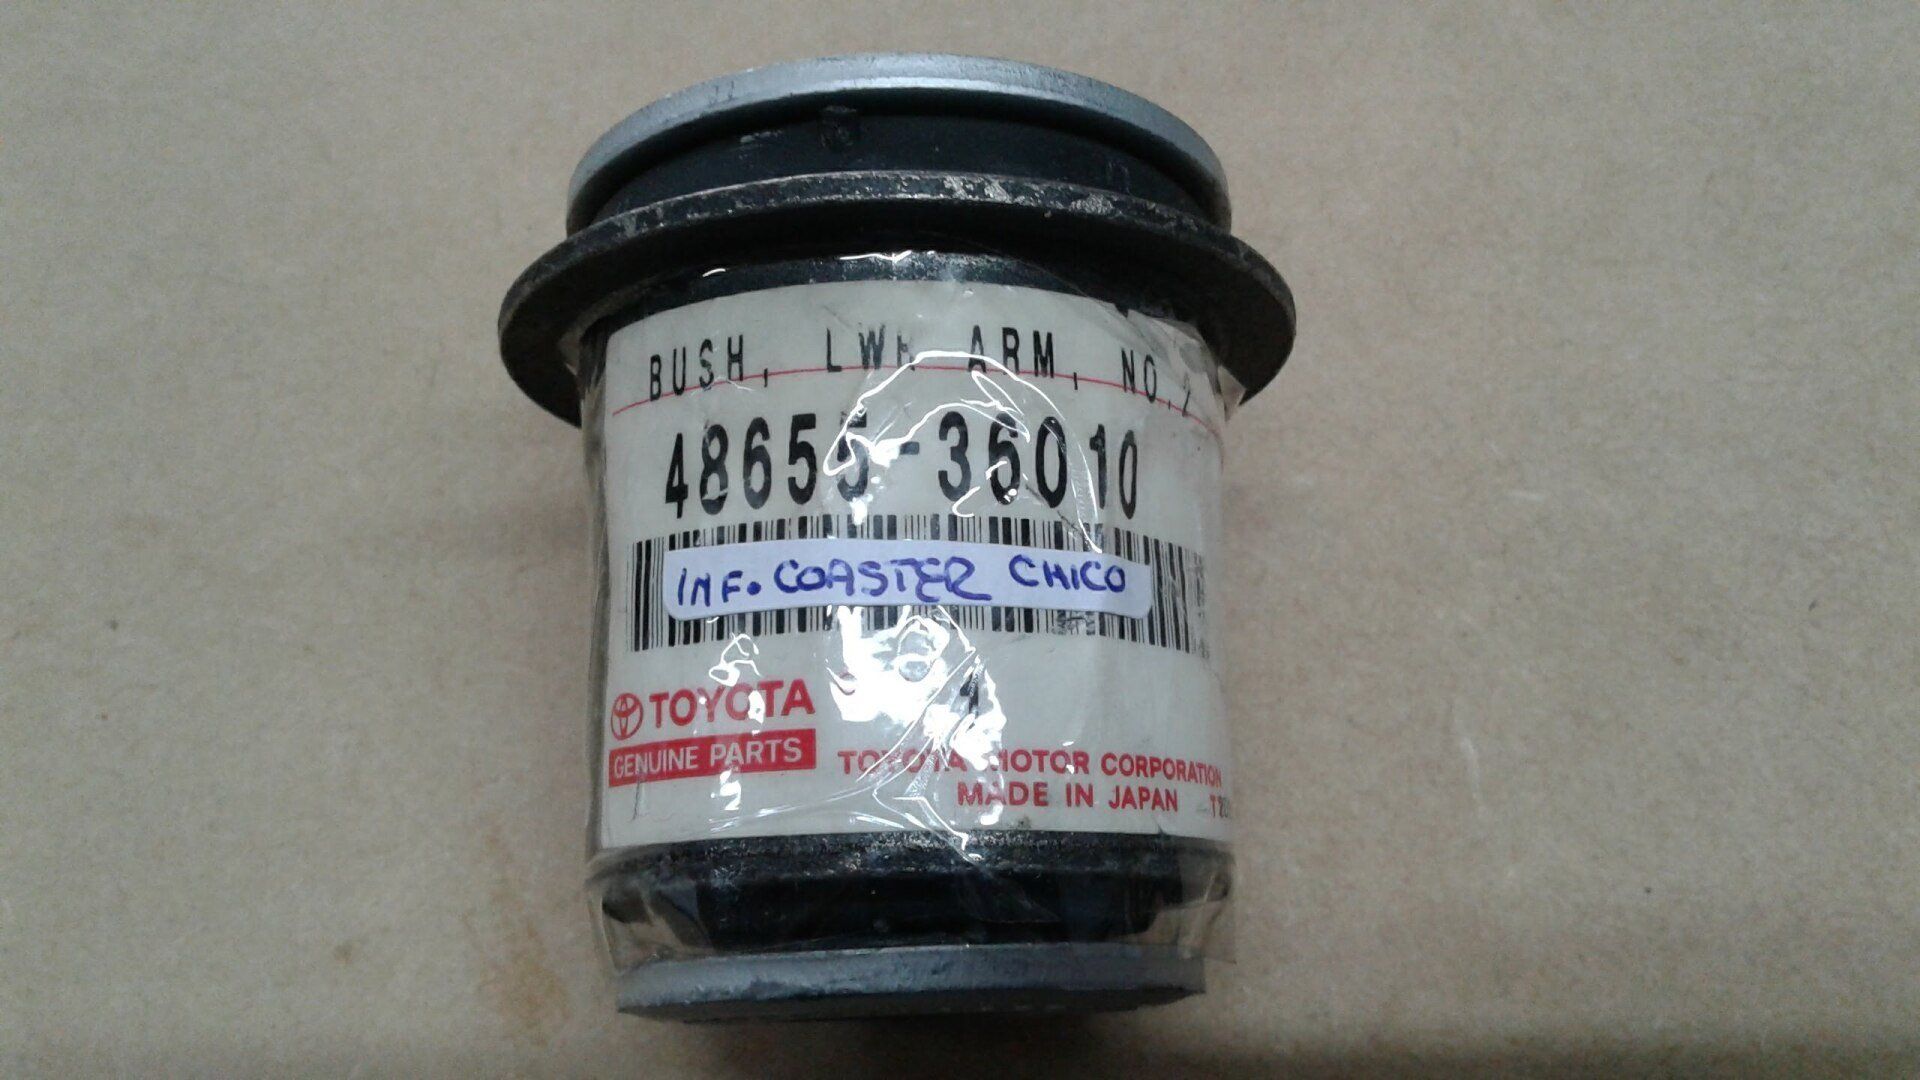 BUSH, LWR ARM, NO.2
48655-36010
INF. COASTER CHICO
TOYOTA
GENUINE PARTS
1
TOYOTA MOTOR CORPORATION
MADE IN JAPAN